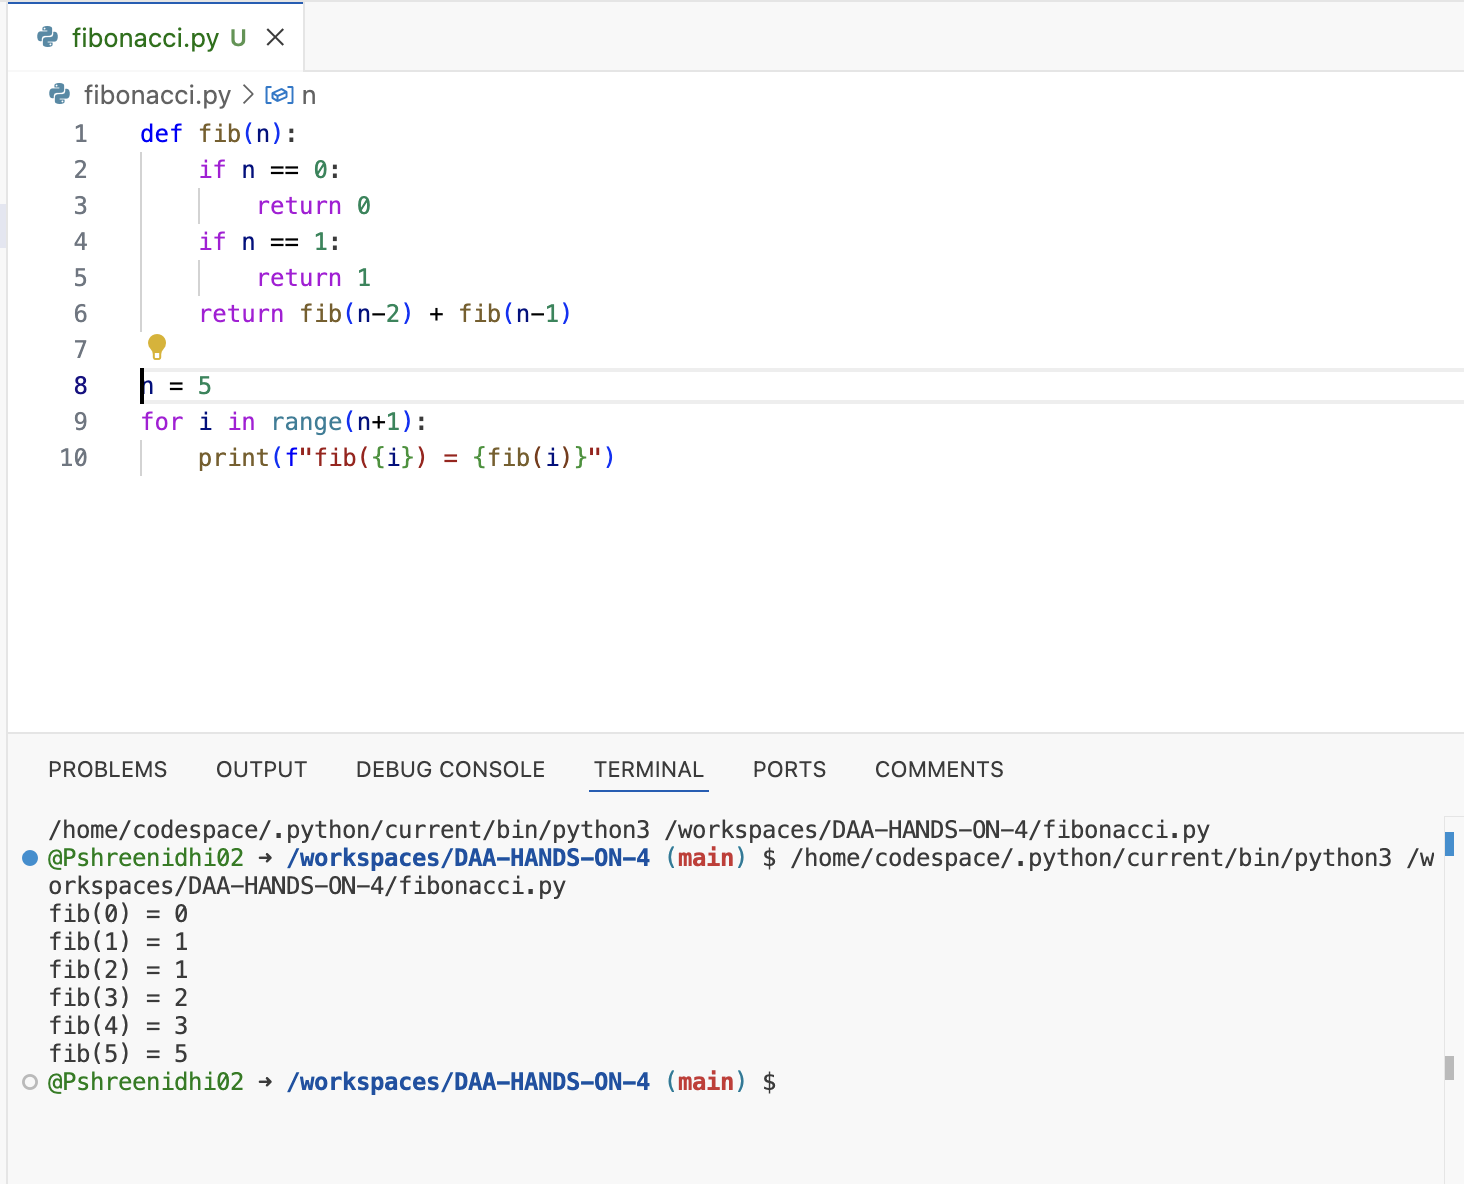 fibonacci.py U
fibonacci.py > n
1 def fib(n):
2     if n == 0:
3         return 0
4     if n == 1:
5         return 1
6     return fib(n-2) + fib(n-1)
7
8 n = 5
9 for i in range(n+1):
10     print(f"fib({i}) = {fib(i)}")
PROBLEMS OUTPUT DEBUG CONSOLE TERMINAL PORTS COMMENTS
/home/codespace/.python/current/bin/python3 /workspaces/DAA-HANDS-ON-4/fibonacci.py
@Pshreenidhi02 ➜ /workspaces/DAA-HANDS-ON-4 (main) $ /home/codespace/.python/current/bin/python3 /w
orkspaces/DAA-HANDS-ON-4/fibonacci.py
fib(0) = 0
fib(1) = 1
fib(2) = 1
fib(3) = 2
fib(4) = 3
fib(5) = 5
@Pshreenidhi02 ➜ /workspaces/DAA-HANDS-ON-4 (main) $